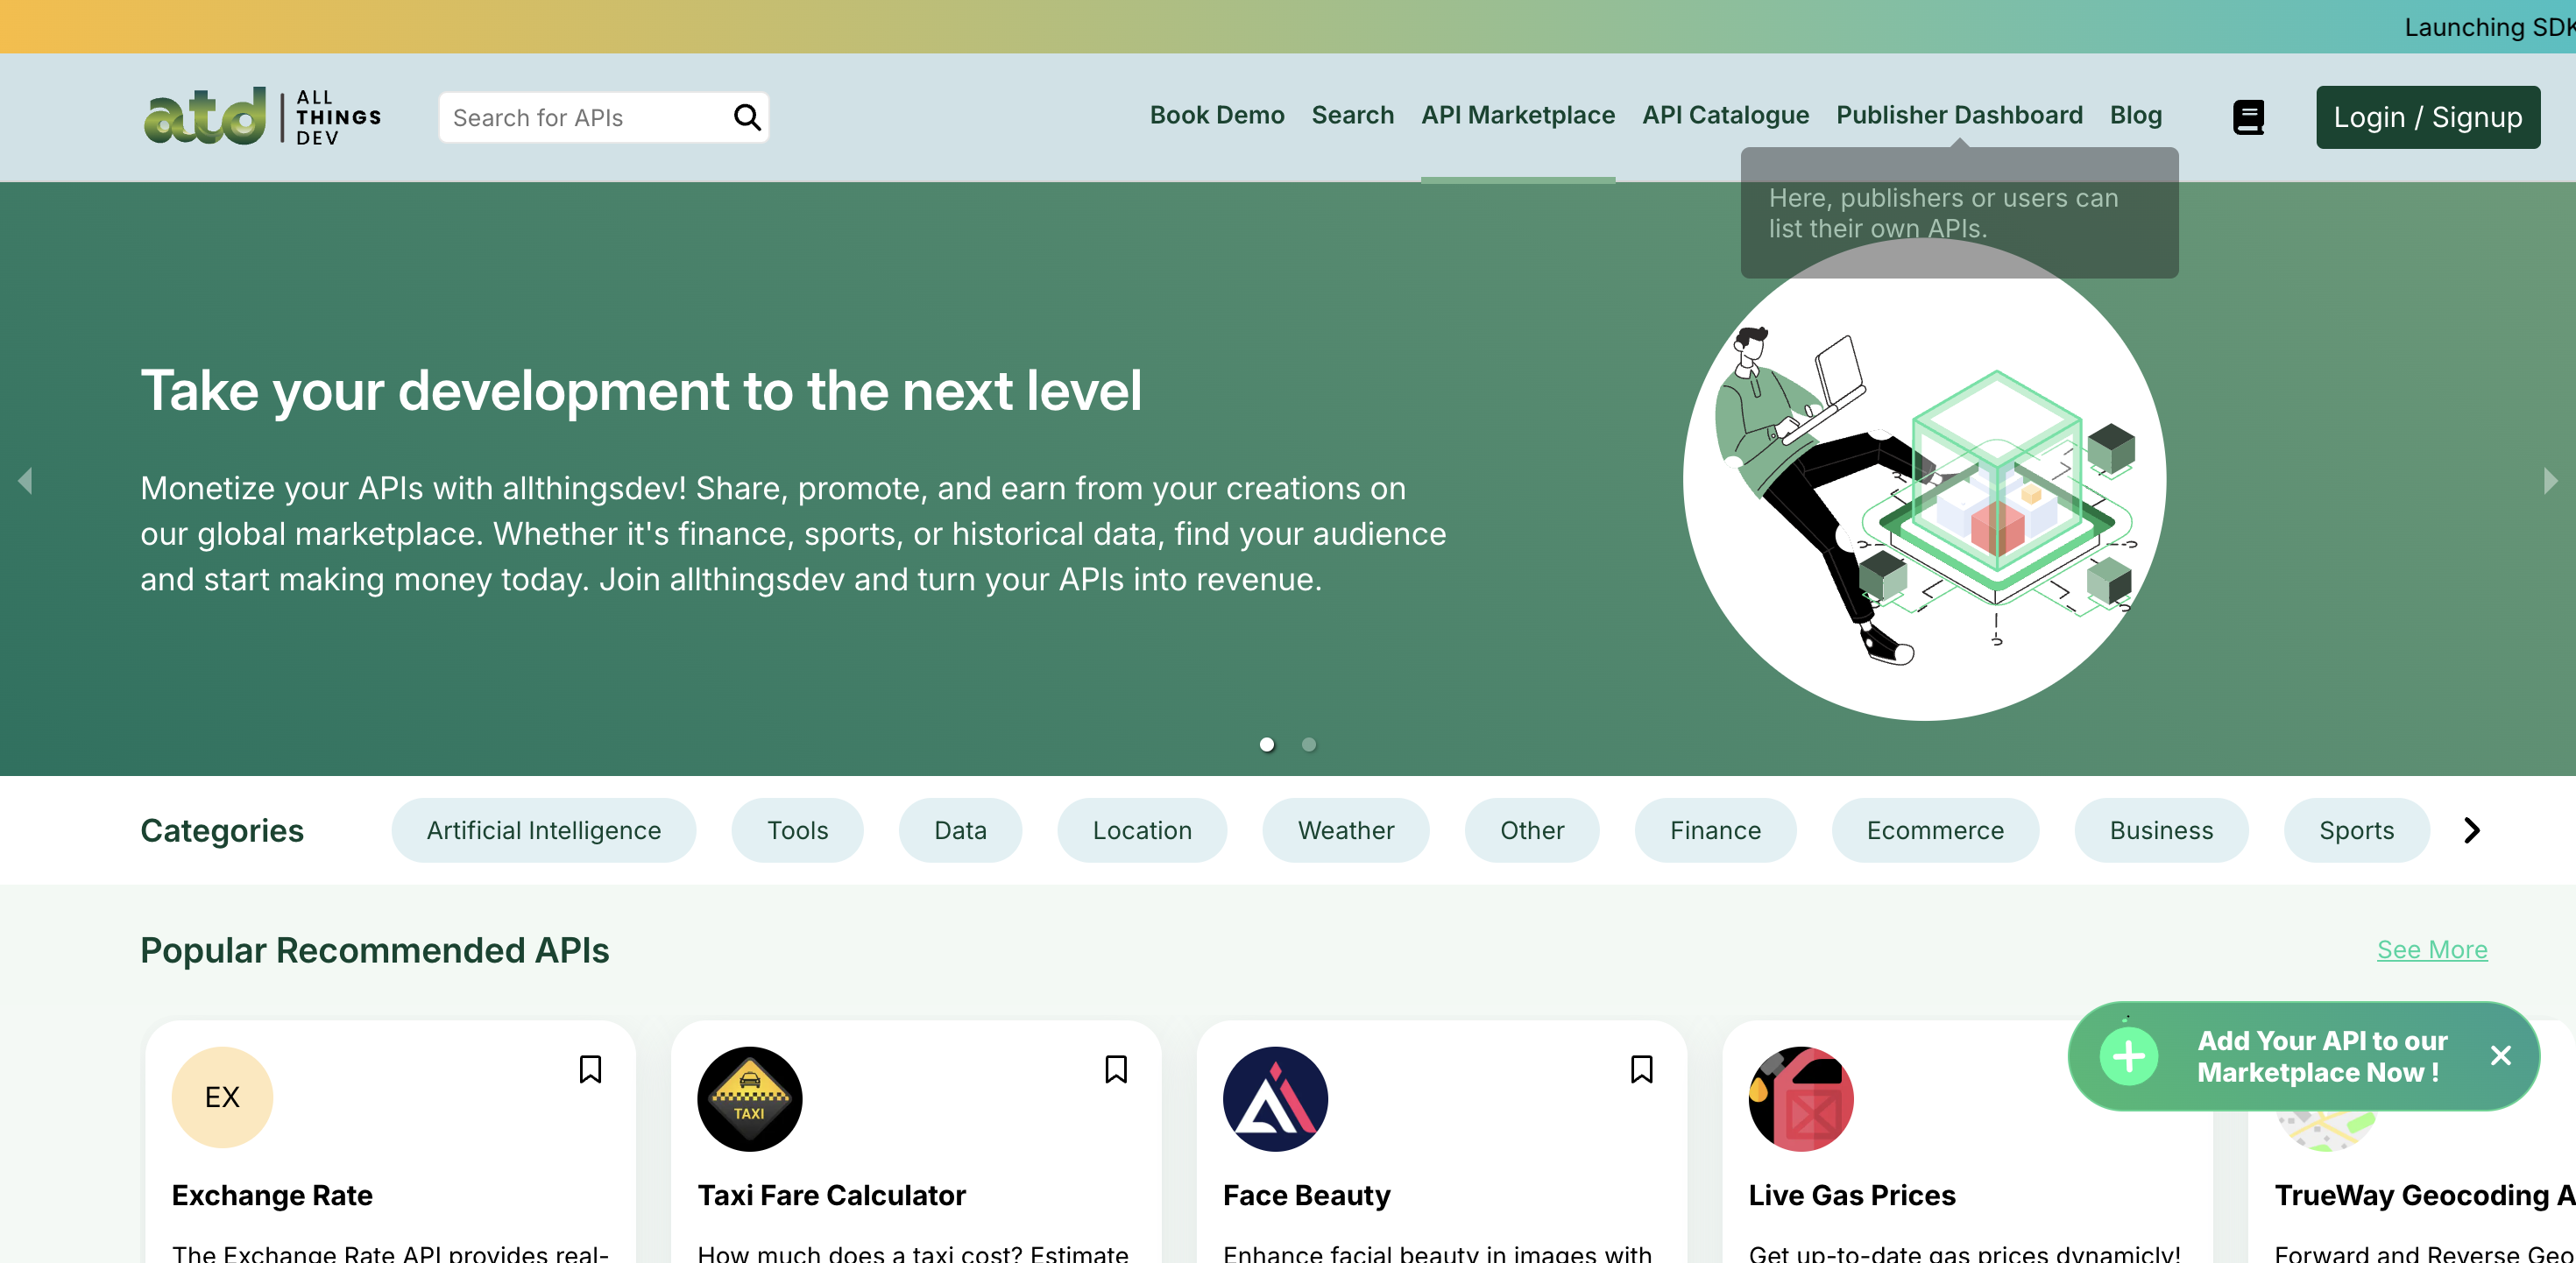 Launching SDK
atd ALL THINGS DEV
Search for APIs
Book Demo Search API Marketplace API Catalogue Publisher Dashboard Blog
Login / Signup
Here, publishers or users can
list their own APIs.
Take your development to the next level
Monetize your APIs with allthingsdev! Share, promote, and earn from your creations on
our global marketplace. Whether it's finance, sports, or historical data, find your audience
and start making money today. Join allthingsdev and turn your APIs into revenue.
Categories Artificial Intelligence Tools Data Location Weather Other Finance Ecommerce Business Sports
Popular Recommended APIs
See More
Add Your API to our
Marketplace Now !
EX
Exchange Rate
The Exchange Rate API provides real-
TAXI
Taxi Fare Calculator
How much does a taxi cost? Estimate
Face Beauty
Enhance facial beauty in images with
Live Gas Prices
Get up-to-date gas prices dynamicly!
TrueWay Geocoding A
Forward and Reverse Geo